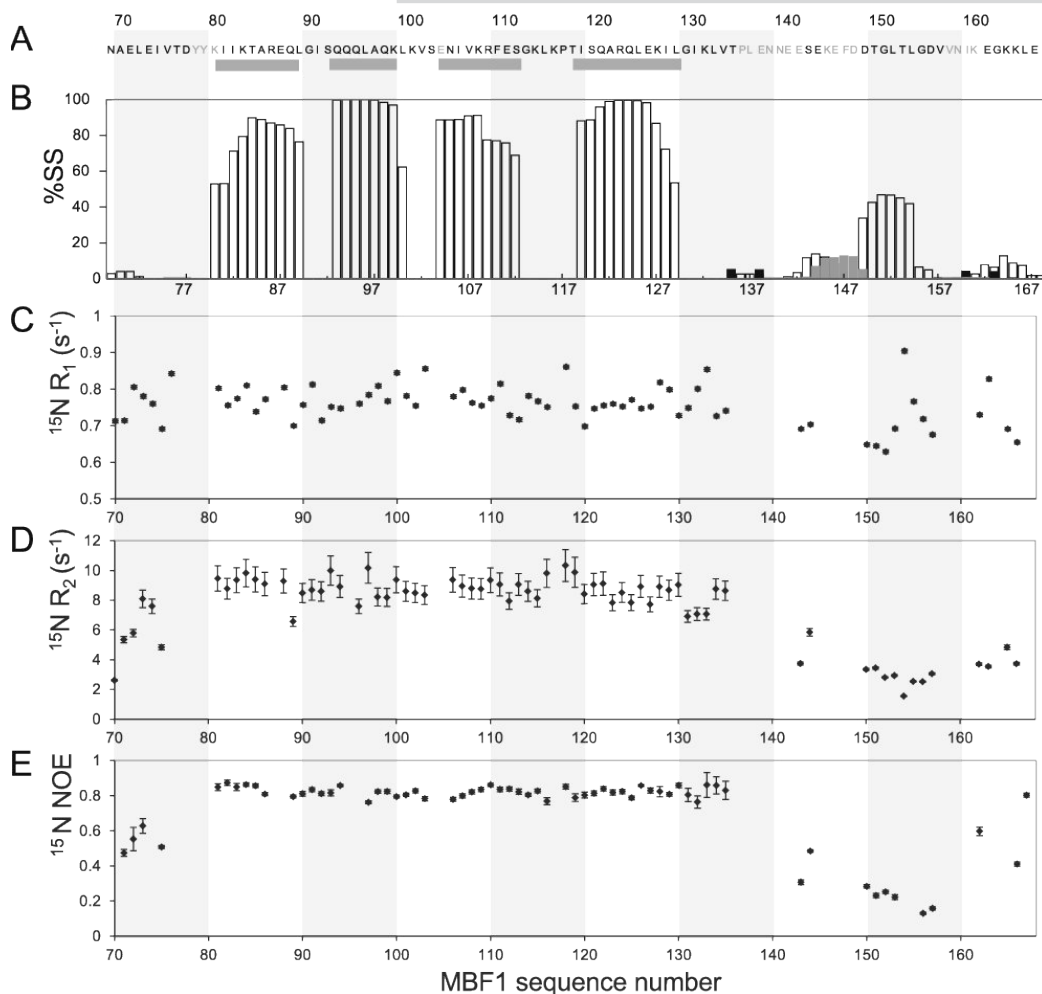 70 80 90 100 110 120 130 140 150 160
A
NAELEIVTDYYKIIKTAREQLGISQQQLAQKLKVSENIVKRFESGKLKPTISQARQLEKILGIKLVTPLENNEESEKEFDDTGLTLGDVVNIKEGKKLE
B
%SS
100
80
60
40
20
0
77 87 97 107 117 127 137 147 157 167
C
15N R1 (s-1)
1
0.9
0.8
0.7
0.6
0.5
70 80 90 100 110 120 130 140 150 160
D
15N R2 (s-1)
12
10
8
6
4
2
0
70 80 90 100 110 120 130 140 150 160
E
15N NOE
1
0.8
0.6
0.4
0.2
0
70 80 90 100 110 120 130 140 150 160
MBF1 sequence number